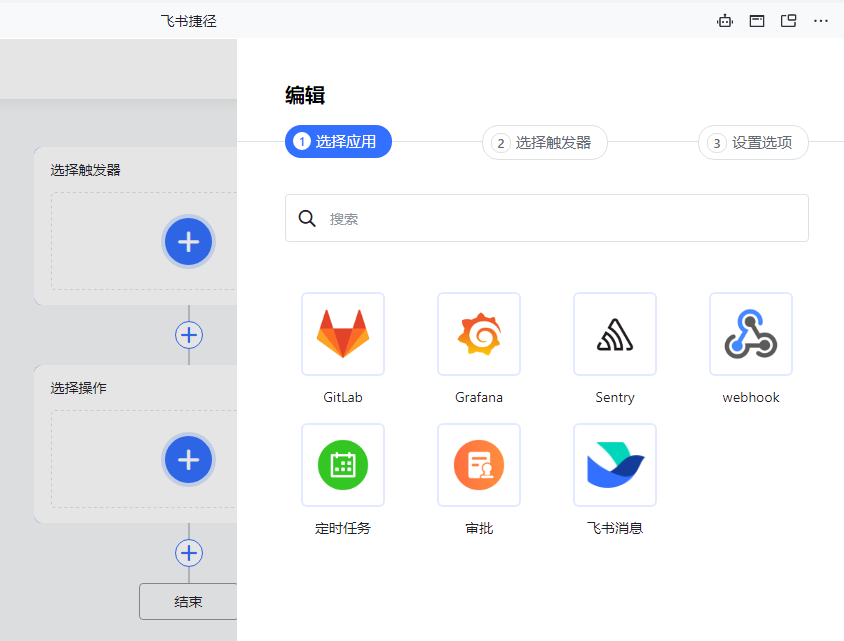 飞书捷径
编辑
1 选择应用
2 选择触发器
3 设置选项
搜索
选择触发器
选择操作
结束
GitLab
Grafana
Sentry
webhook
定时任务
审批
飞书消息